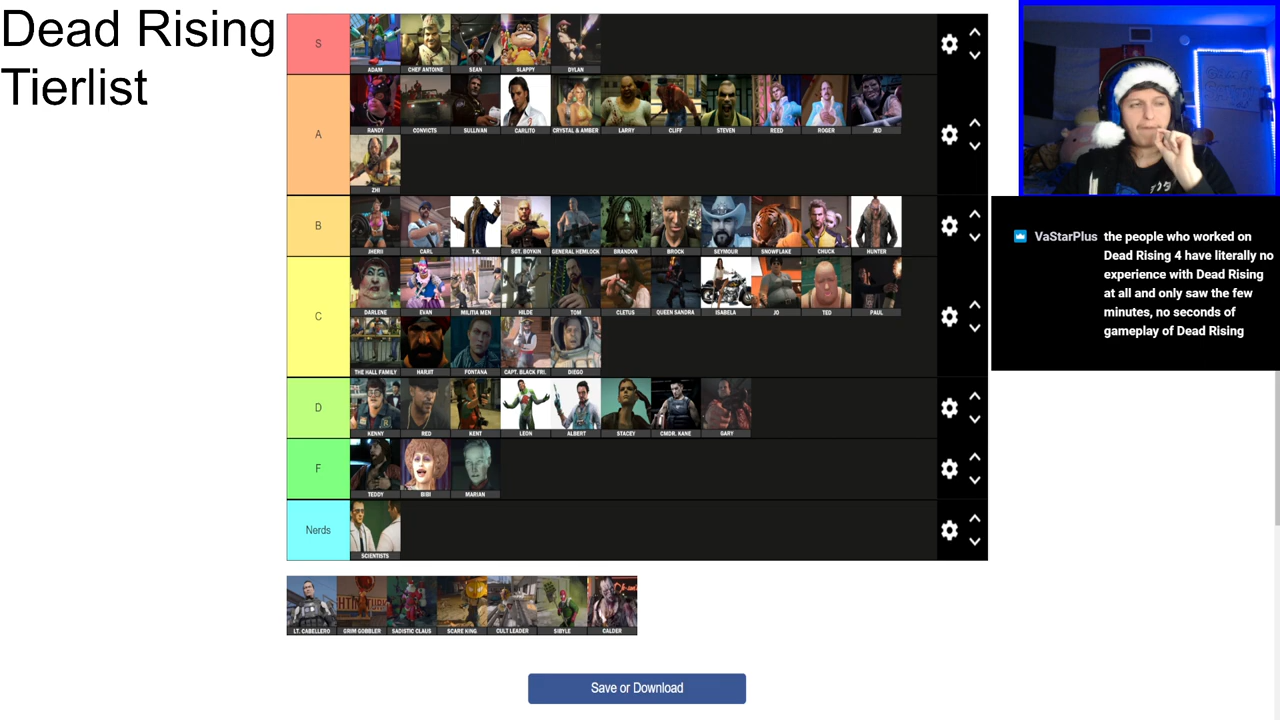 Dead Rising
Tierlist
S
ADAM CHEF ANTOINE SEAN SLAPPY DYLAN
A
RANDY CONVICTS SULLIVAN CARLITO CRYSTAL & AMBER LARRY CLIFF STEVEN REED ROGER JED
ZHI
B
JHERII CARL T.K. SGT. BOYKIN GENERAL HEMLOCK BRANDON BROCK SEYMOUR SNOWFLAKE CHUCK HUNTER
C
DARLENE EVAN MILITIA MEN HILDE TOM CLETUS QUEEN SANDRA ISABELA JO TED PAUL
THE HALL FAMILY HARJIT FONTANA CAPT. BLACK FRI. DIEGO
D
KENNY RED KENT LEON ALBERT STACEY CMDR. KANE GARY
F
TEDDY BIBI MARIAN
Nerds
SCIENTISTS
LT. CABELLERO GRIM GOBBLER SADISTIC CLAUS SCARE KING CULT LEADER SIBYLE CALDER
Save or Download
VaStarPlus the people who worked on
Dead Rising 4 have literally no
experience with Dead Rising
at all and only saw the few
minutes, no seconds of
gameplay of Dead Rising